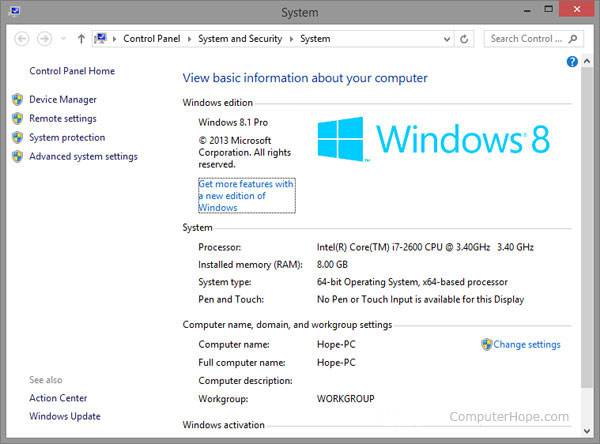 System
Control Panel System and Security System
Search Control ...
Control Panel Home
Device Manager
Remote settings
System protection
Advanced system settings
See also
Action Center
Windows Update
View basic information about your computer
Windows edition
Windows 8.1 Pro
© 2013 Microsoft
Corporation. All rights
reserved.
Get more features with
a new edition of
Windows
Windows 8
System
Processor: Intel(R) Core(TM) i7-2600 CPU @ 3.40GHz 3.40 GHz
Installed memory (RAM): 8.00 GB
System type: 64-bit Operating System, x64-based processor
Pen and Touch: No Pen or Touch Input is available for this Display
Computer name, domain, and workgroup settings
Computer name: Hope-PC Change settings
Full computer name: Hope-PC
Computer description:
Workgroup: WORKGROUP
ComputerHope.com
Windows activation